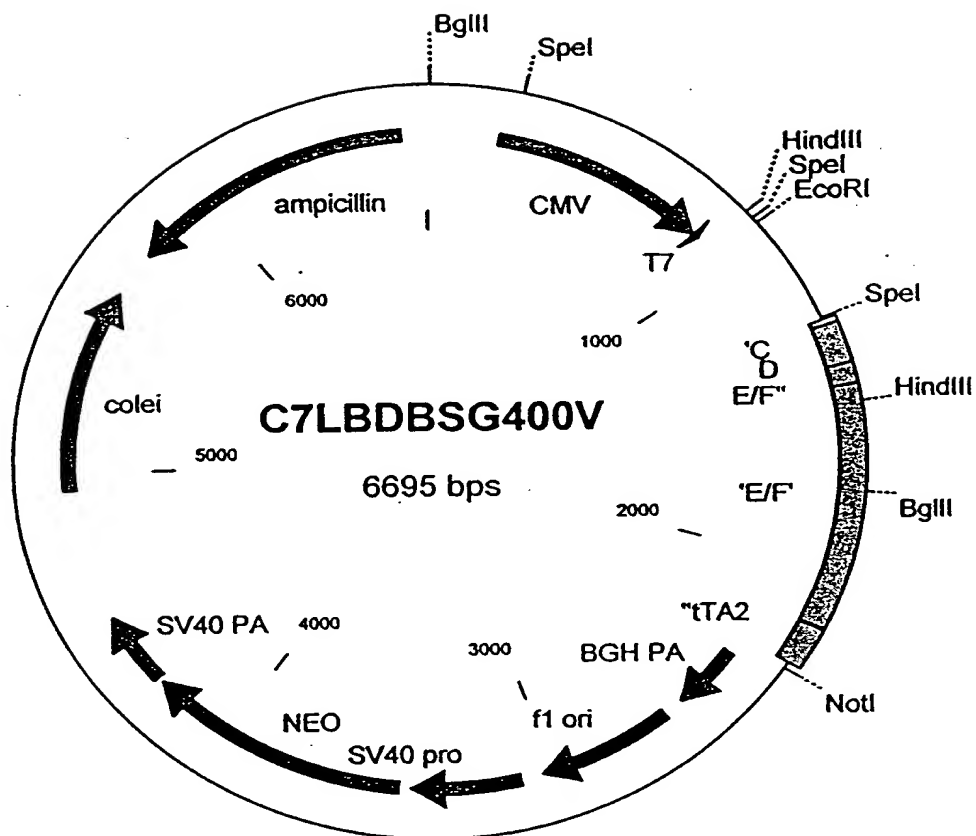 BglII
SpeI
HindIII
SpeI
EcoRI
ampicillin
CMV
I
T7
6000
1000
SpeI
'C
D
E/F"
HindIII
colei
C7LBDBSG400V
5000
6695 bps
'E/F'
BglII
2000
"tTA2
SV40 PA
4000
3000
BGH PA
NotI
NEO
f1 ori
SV40 pro